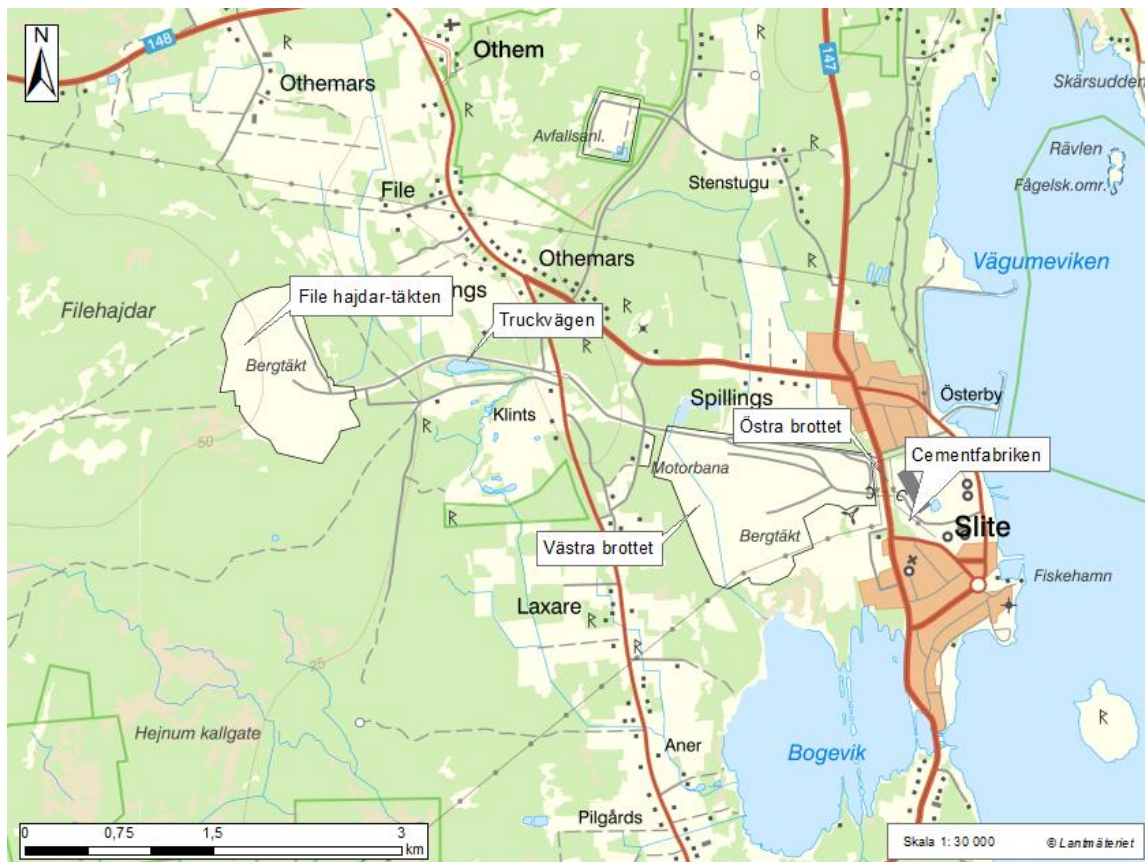 N
148
Othem
147
Othemars
Skärsudden
Avfallsanl.
Rävlen
Fågelsk.omr.
Stenstugu
File
Othemars
Vägumeviken
File hajdar-täkten
ngs
Filehajdar
Truckvägen
Bergtäkt
Klints
Spillings
Österby
Östra brottet
Cementfabriken
50
Motorbana
Slite
Västra brottet
Bergtäkt
Fiskehamn
Laxare
25
Hejnum kallgate
Aner
Bogevik
Pilgårds
0 0,75 1,5 3
km
Skala 1: 30 000 © Lantmäteriet